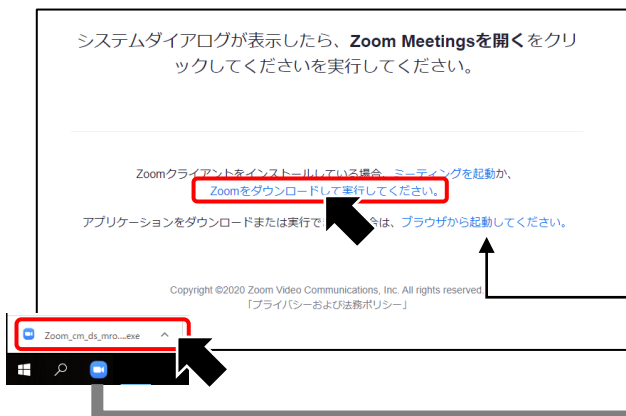 システムダイアログが表示したら、Zoom Meetingsを開くをクリ
ックしてくださいを実行してください。
Zoomクライアントをインストールしている場合、ミーティングを起動か、
Zoomをダウンロードして実行してください。
アプリケーションをダウンロードまたは実行で 合は、ブラウザから起動してください。
Copyright ©2020 Zoom Video Communications, Inc. All rights reserved.
「プライバシーおよび法務ポリシー」
Zoom_cm_ds_mro....exe